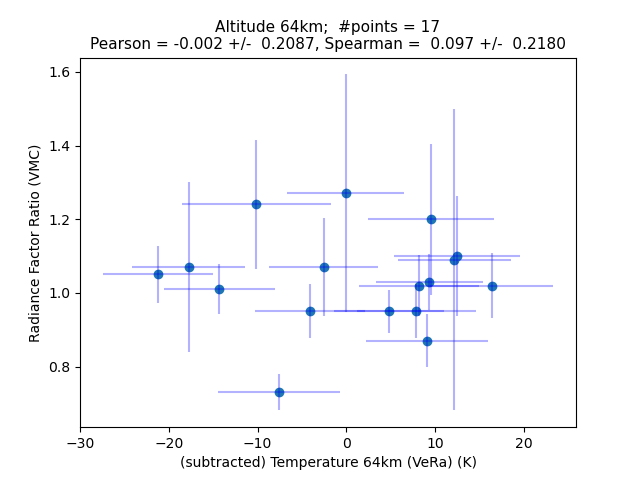 Altitude 64km;  #points = 17
Pearson = -0.002 +/-  0.2087, Spearman =  0.097 +/-  0.2180
Radiance Factor Ratio (VMC)
1.6
1.4
1.2
1.0
0.8
−30 −20 −10 0 10 20
(subtracted) Temperature 64km (VeRa) (K)